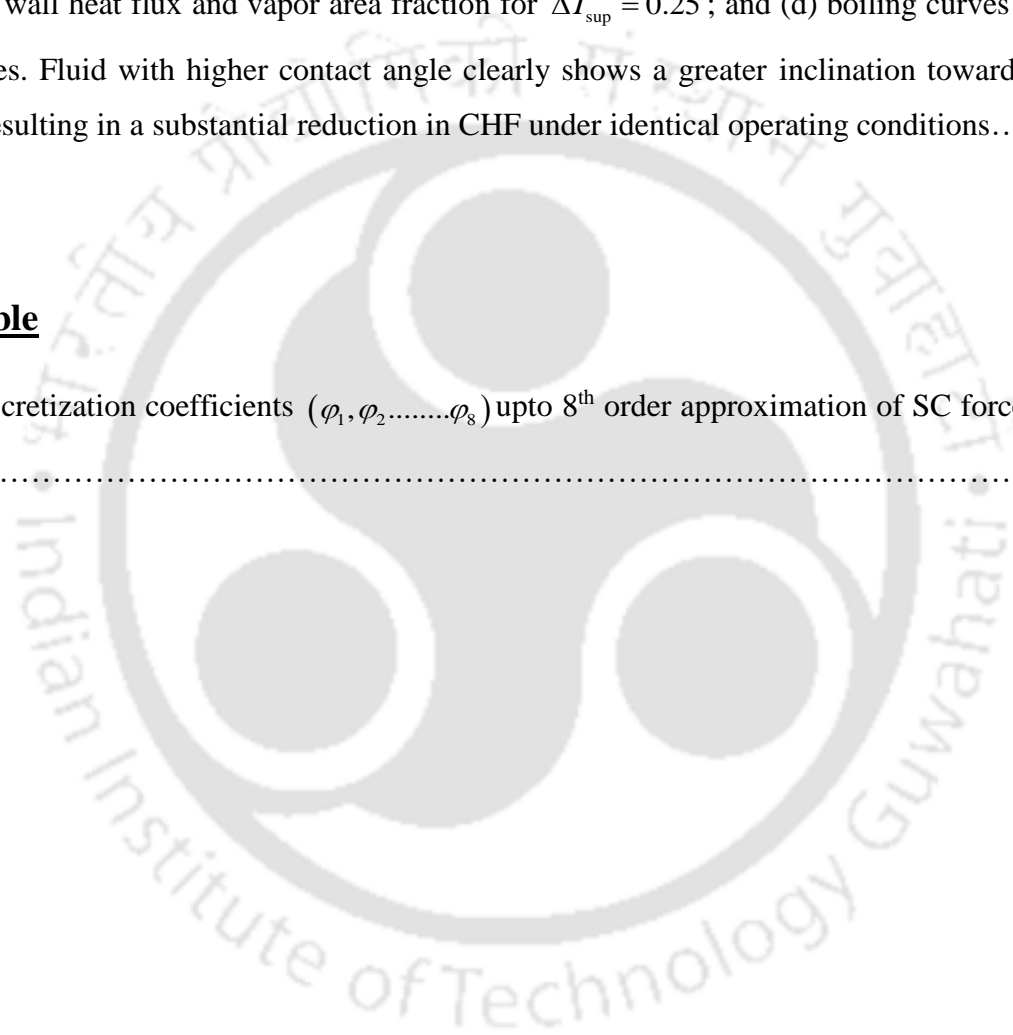 wall heat flux and vapor area fraction for ΔT_sup = 0.25 ; and (d) boiling curves
es. Fluid with higher contact angle clearly shows a greater inclination toward
esulting in a substantial reduction in CHF under identical operating conditions…
ble
cretization coefficients (φ₁, φ₂........φ₈) upto 8th order approximation of SC forc
……………………………………………………………………………………………
भारतीय प्रौद्योगिकी संस्थान गुवाहाटी
• Indian Institute of Technology Guwahati •